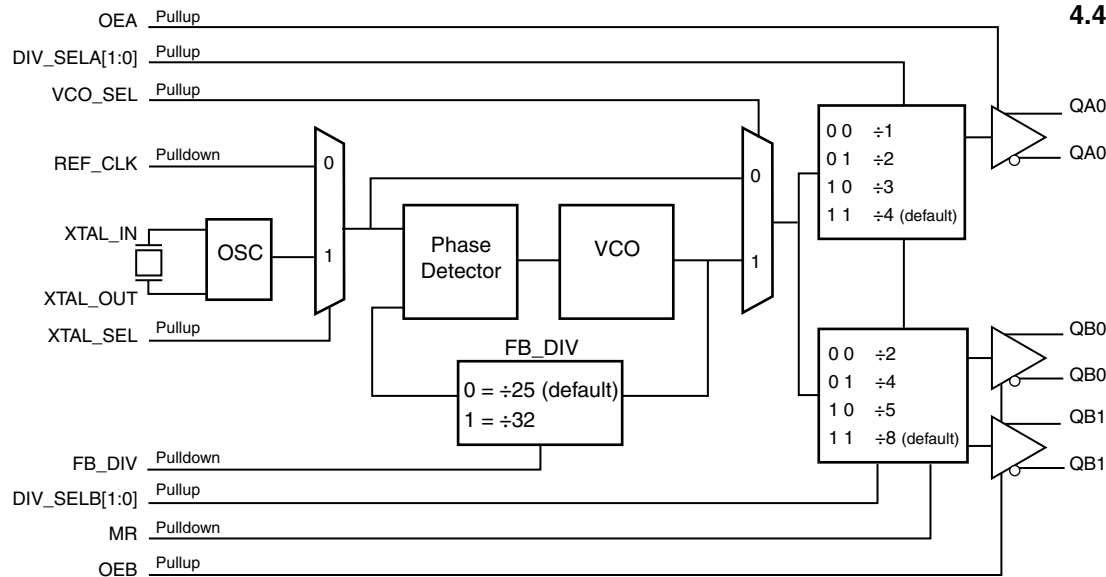 4.4
OEA Pullup
DIV_SELA[1:0] Pullup
VCO_SEL Pullup
REF_CLK Pulldown
XTAL_IN
XTAL_OUT
XTAL_SEL Pullup
OSC
0
1
Phase
Detector
VCO
FB_DIV
0 = ÷25 (default)
1 = ÷32
0
1
0 0 ÷1
0 1 ÷2
1 0 ÷3
1 1 ÷4 (default)
0 0 ÷2
0 1 ÷4
1 0 ÷5
1 1 ÷8 (default)
QA0
QA0
QB0
QB0
QB1
QB1
FB_DIV Pulldown
DIV_SELB[1:0] Pullup
MR Pulldown
OEB Pullup